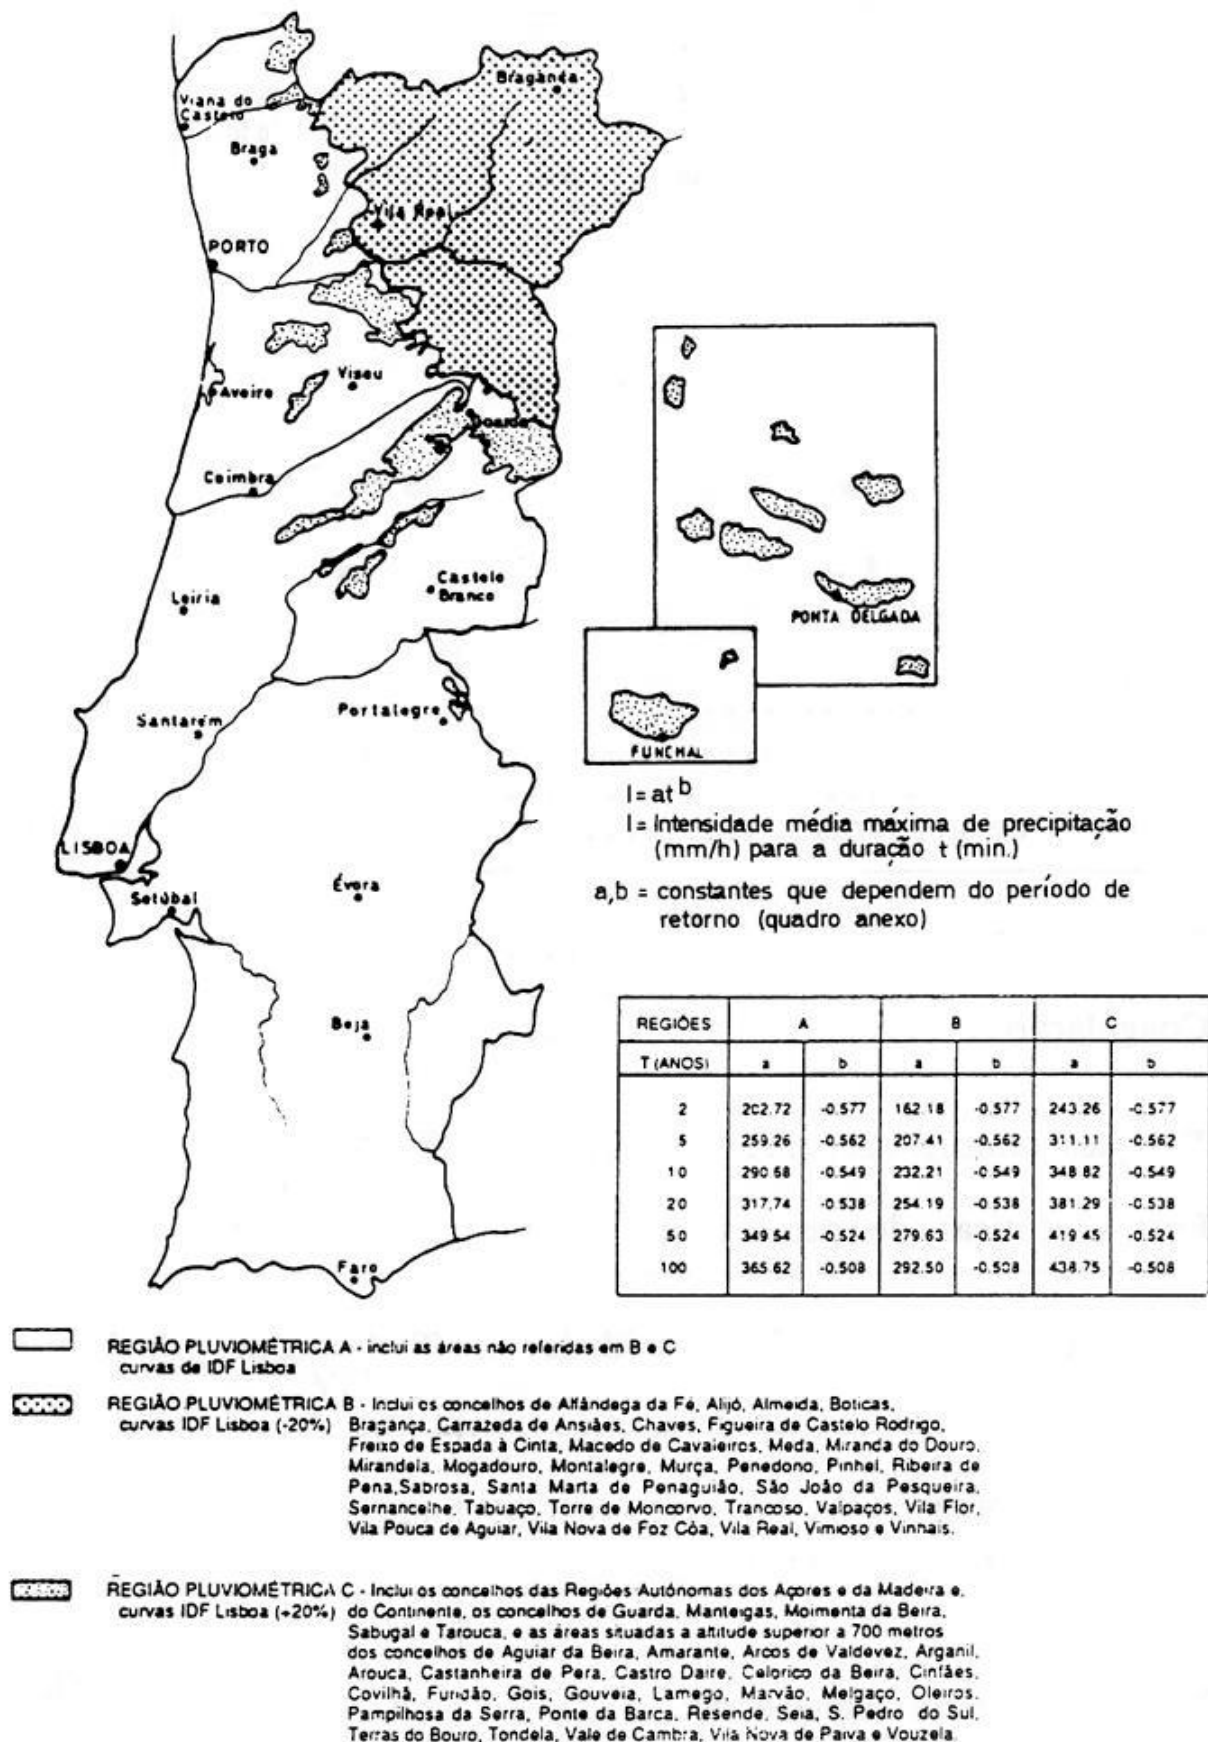 Bragança
Viana do
Castelo
Braga
Vila Real
PORTO
Aveiro
Viseu
Guarda
Coimbra
Leiria
Castelo
Branco
PONTA DELGADA
Santarém
Portalegre
FUNCHAL
I = at b
I = Intensidade média máxima de precipitação
(mm/h) para a duração t (min.)
LISBOA
Setúbal
Évora
a,b = constantes que dependem do período de
retorno (quadro anexo)
Beja
Faro
REGIÕES A B C
T (ANOS) a b a b a b
2 202.72 -0.577 162.18 -0.577 243.26 -0.577
5 259.26 -0.562 207.41 -0.562 311.11 -0.562
10 290.68 -0.549 232.21 -0.549 348.82 -0.549
20 317.74 -0.538 254.19 -0.538 381.29 -0.538
50 349.54 -0.524 279.63 -0.524 419.45 -0.524
100 365.62 -0.508 292.50 -0.508 438.75 -0.508
REGIÃO PLUVIOMÉTRICA A - inclui as áreas não referidas em B e C
curvas de IDF Lisboa
REGIÃO PLUVIOMÉTRICA B - Inclui os concelhos de Alfândega da Fé, Alijó, Almeida, Boticas,
curvas IDF Lisboa (-20%) Bragança, Carrazeda de Ansiães, Chaves, Figueira de Castelo Rodrigo,
Freixo de Espada à Cinta, Macedo de Cavaleiros, Meda, Miranda do Douro,
Mirandela, Mogadouro, Montalegre, Murça, Penedono, Pinhel, Ribeira de
Pena,Sabrosa, Santa Marta de Penaguião, São João da Pesqueira,
Sernancelhe, Tabuaço, Torre de Moncorvo, Trancoso, Valpaços, Vila Flor,
Vila Pouca de Aguiar, Vila Nova de Foz Côa, Vila Real, Vimioso e Vinhais.
REGIÃO PLUVIOMÉTRICA C - Inclui os concelhos das Regiões Autónomas dos Açores e da Madeira e,
curvas IDF Lisboa (+20%) do Continente, os concelhos de Guarda, Manteigas, Moimenta da Beira,
Sabugal e Tarouca, e as áreas situadas a altitude superior a 700 metros
dos concelhos de Aguiar da Beira, Amarante, Arcos de Valdevez, Arganil,
Arouca, Castanheira de Pera, Castro Daire, Celorico da Beira, Cinfães,
Covilhã, Fundão, Gois, Gouveia, Lamego, Marvão, Melgaço, Oleiros,
Pampilhosa da Serra, Ponte da Barca, Resende, Seia, S. Pedro do Sul,
Terras do Bouro, Tondela, Vale de Cambra, Vila Nova de Paiva e Vouzela.